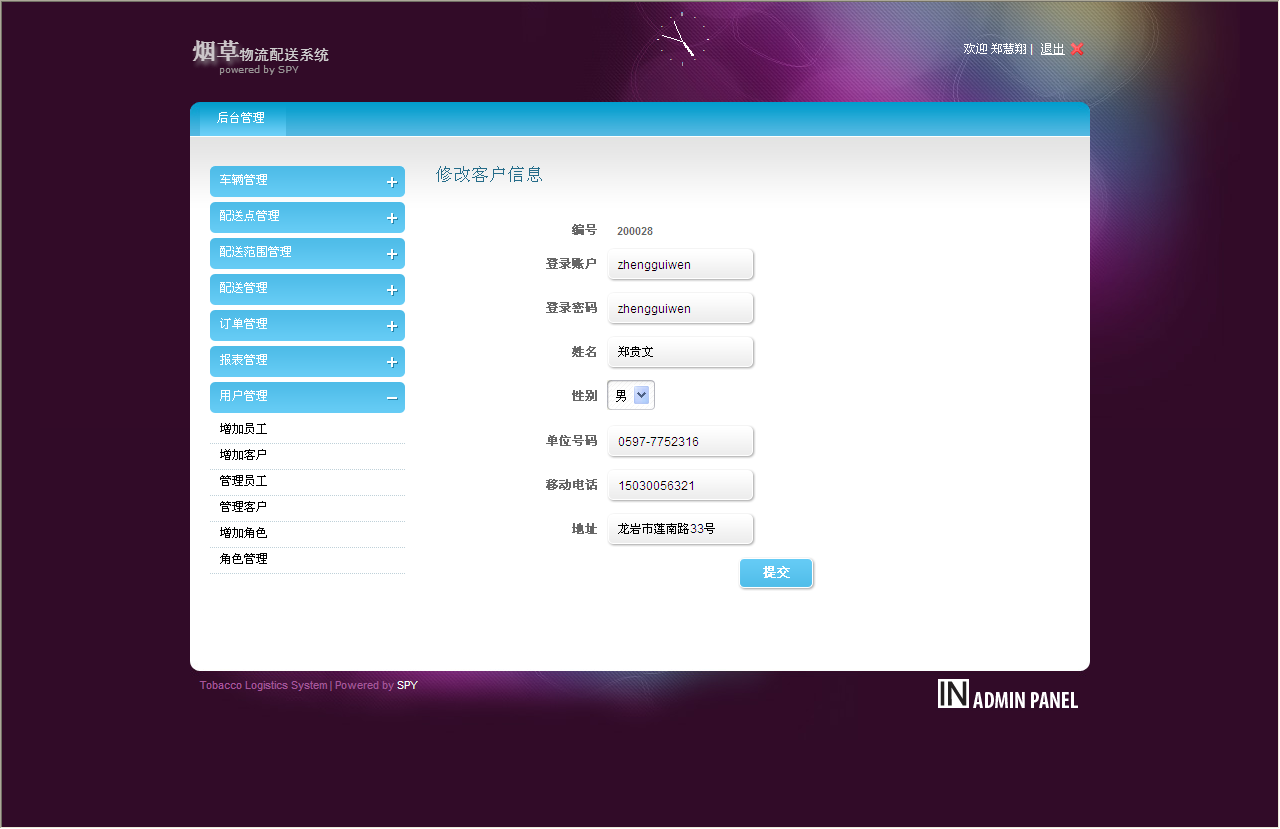 烟草物流配送系统
powered by SPY
欢迎 郑慧翔 | 退出
后台管理
车辆管理
配送点管理
配送范围管理
配送管理
订单管理
报表管理
用户管理
增加员工
增加客户
管理员工
管理客户
增加角色
角色管理
修改客户信息
编号 200028
登录账户 zhengguiwen
登录密码 zhengguiwen
姓名 郑贵文
性别 男
单位号码 0597-7752316
移动电话 15030056321
地址 龙岩市莲南路33号
提交
Tobacco Logistics System | Powered by SPY
IN ADMIN PANEL